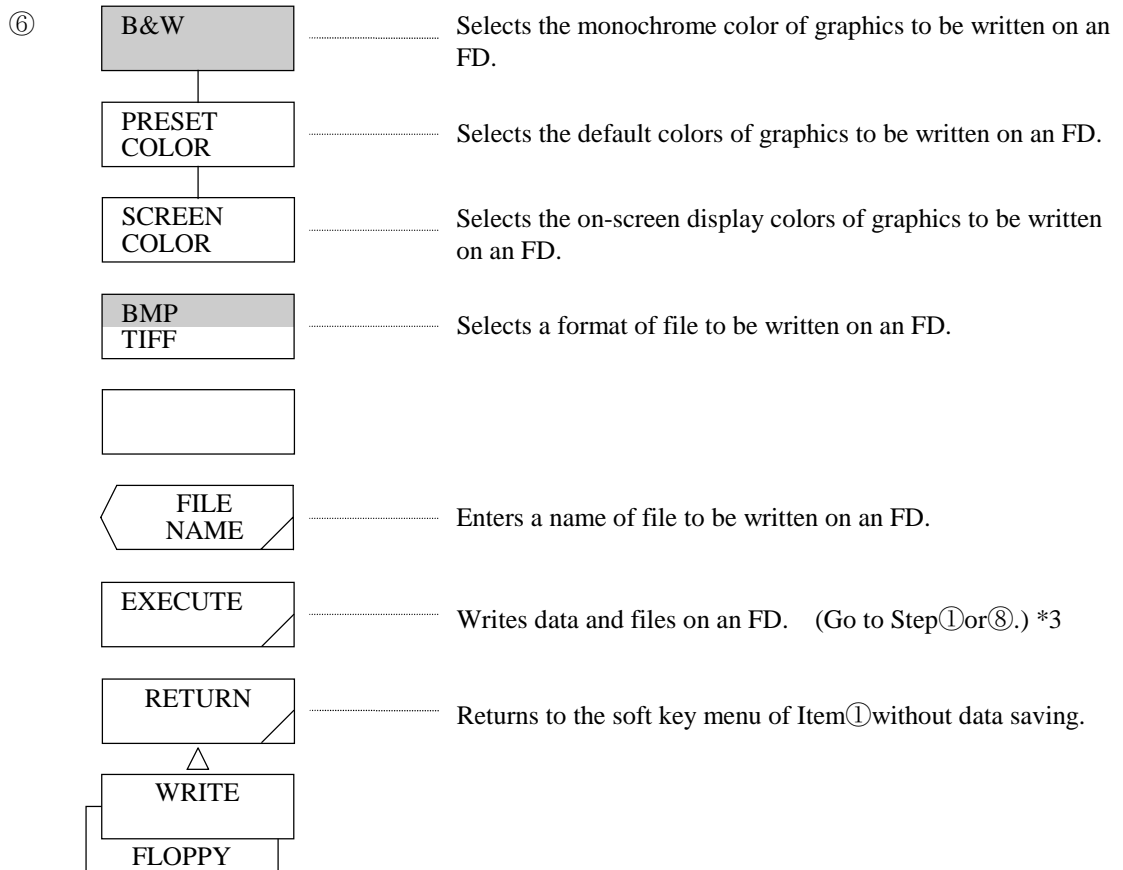 ⑥
B&W
Selects the monochrome color of graphics to be written on an
FD.
PRESET
COLOR
Selects the default colors of graphics to be written on an FD.
SCREEN
COLOR
Selects the on-screen display colors of graphics to be written
on an FD.
BMP
TIFF
Selects a format of file to be written on an FD.
FILE
NAME
Enters a name of file to be written on an FD.
EXECUTE
Writes data and files on an FD. (Go to Step①or⑧.) *3
RETURN
Returns to the soft key menu of Item①without data saving.
WRITE
FLOPPY